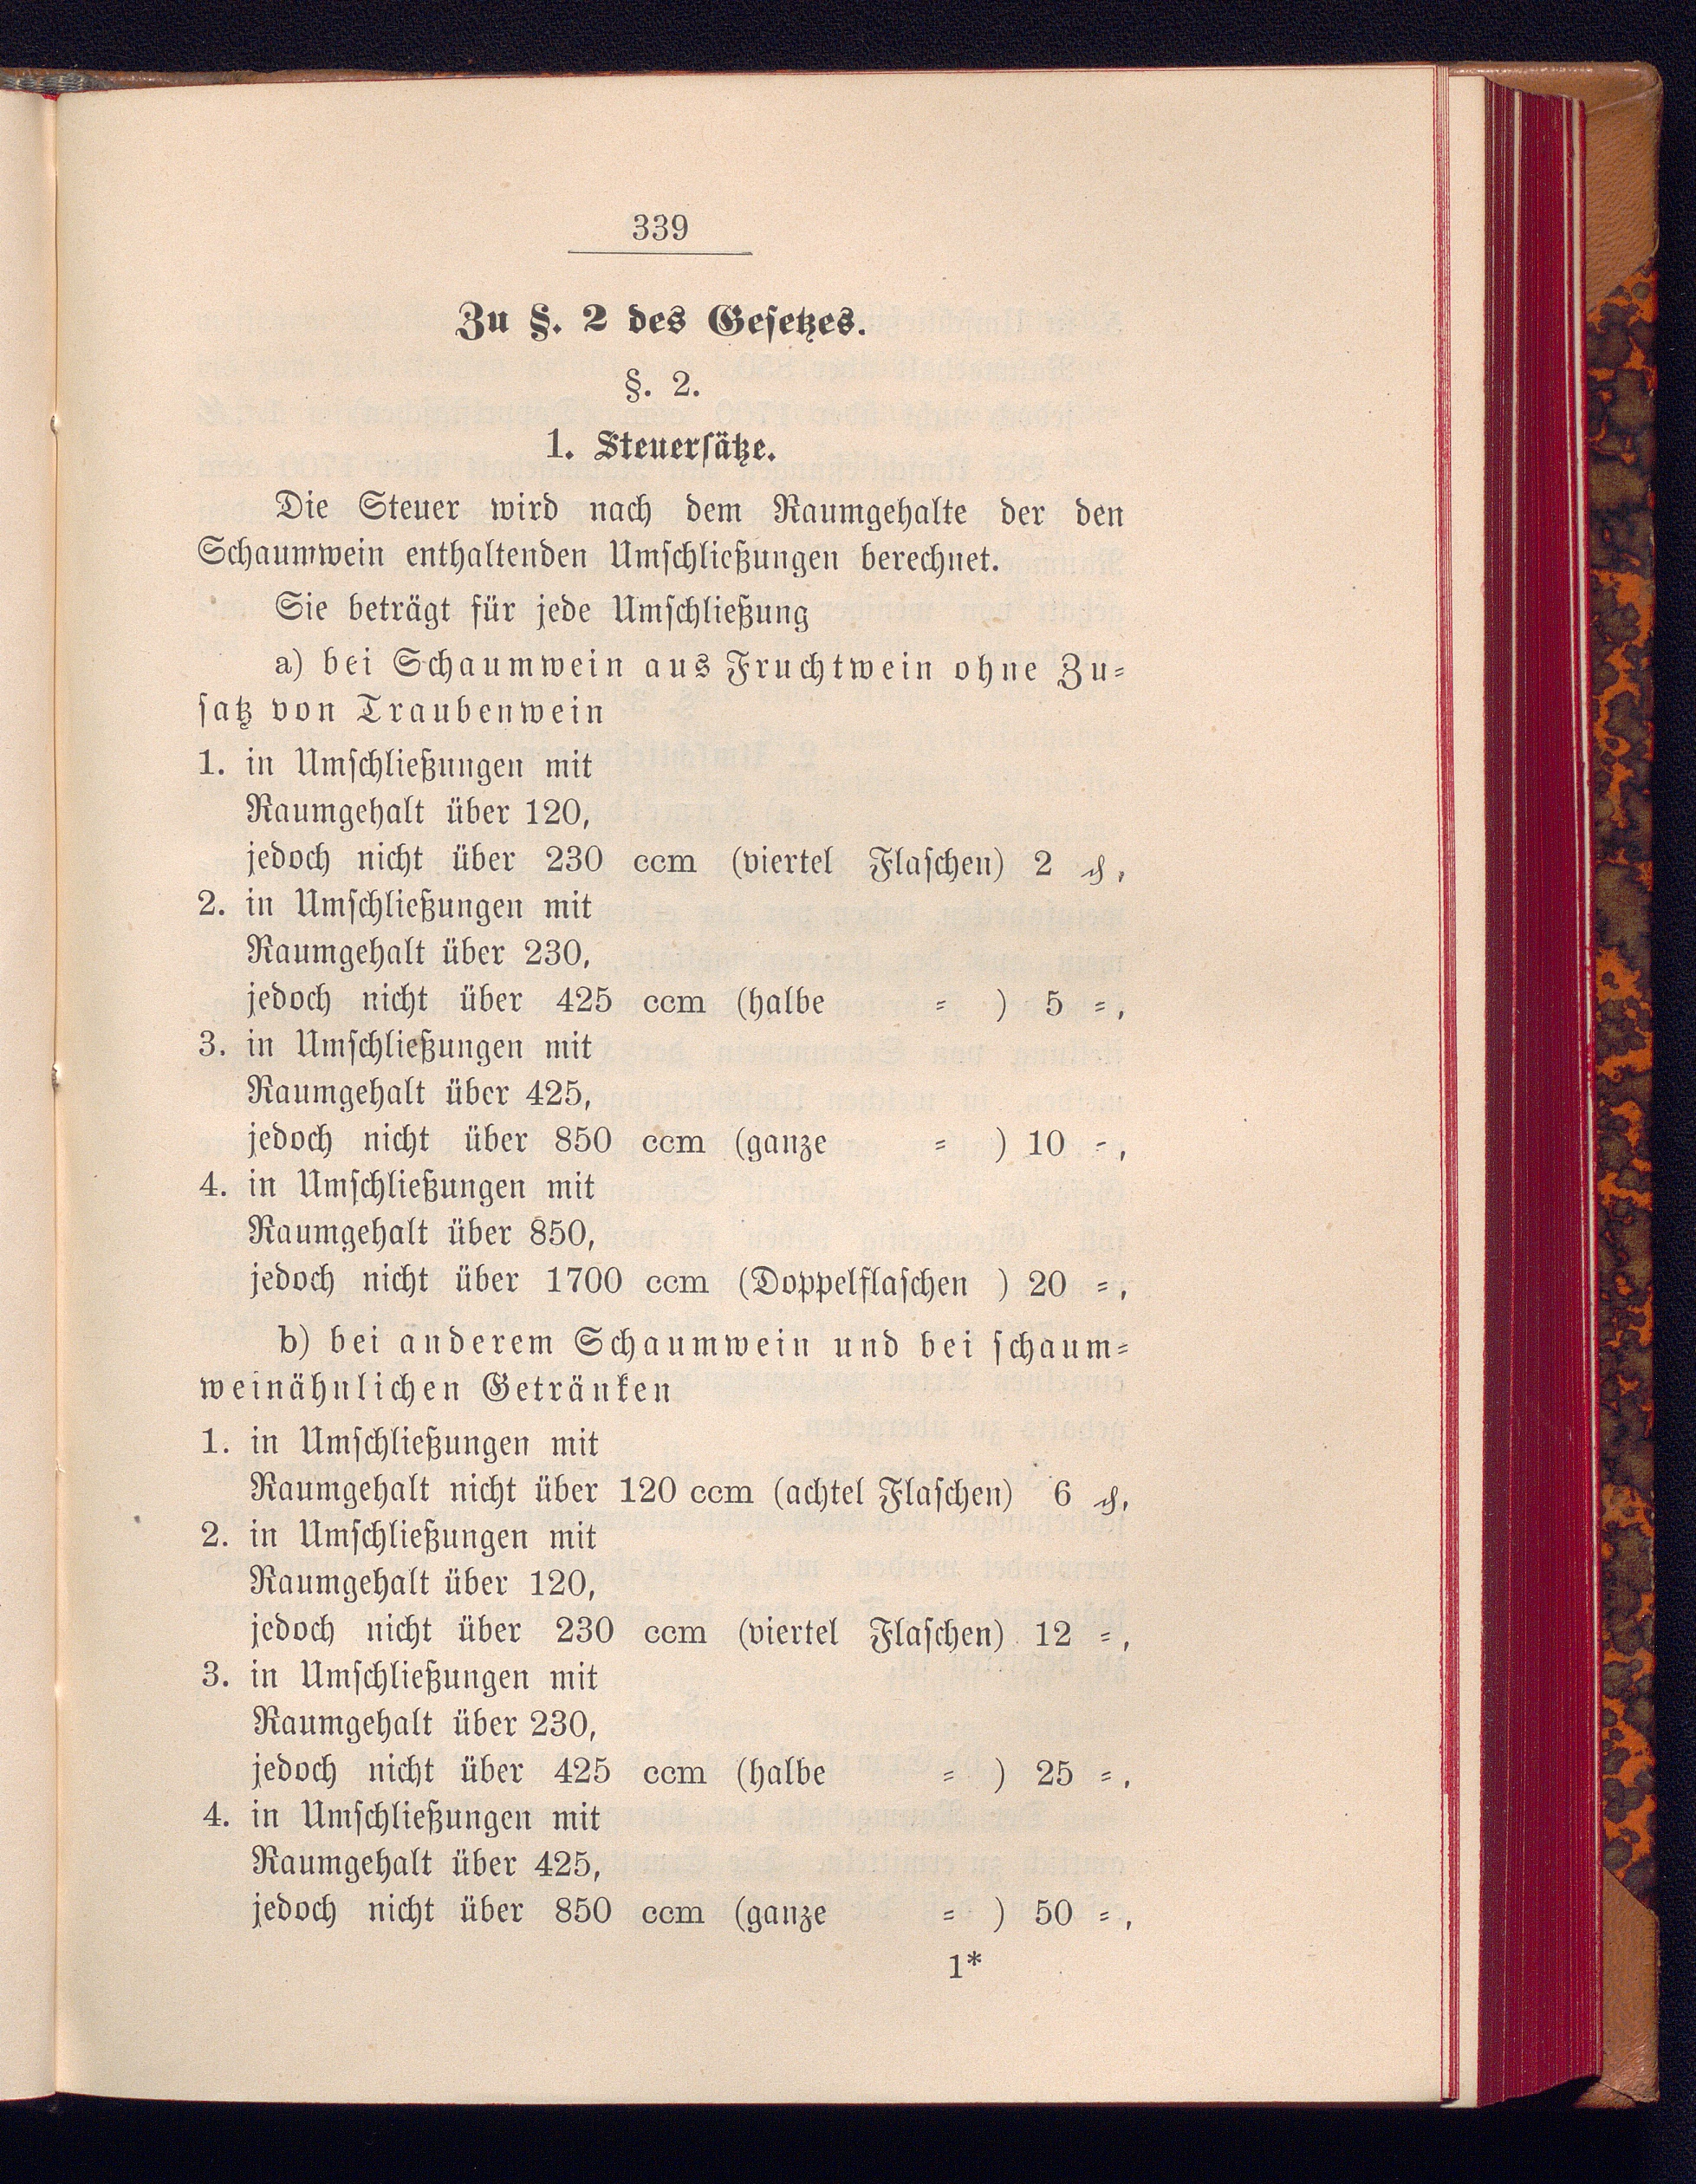 339
Zu §. 2 des Gesetzes.
§. 2.
1. Steuersätze.
Die Steuer wird nach dem Raumgehalte der den
Schaumwein enthaltenden Umschließungen berechnet.
Sie beträgt für jede Umschließung
a) bei Schaumwein aus Fruchtwein ohne Zu=
satz von Traubenwein
1. in Umschließungen mit
Raumgehalt über 120,
jedoch nicht über 230 ccm (viertel Flaschen) 2 ₰,
2. in Umschließungen mit
Raumgehalt über 230,
jedoch nicht über 425 ccm (halbe = ) 5 =,
3. in Umschließungen mit
Raumgehalt über 425,
jedoch nicht über 850 ccm (ganze = ) 10 =,
4. in Umschließungen mit
Raumgehalt über 850,
jedoch nicht über 1700 ccm (Doppelflaschen ) 20 =,
b) bei anderem Schaumwein und bei schaum=
weinähnlichen Getränken
1. in Umschließungen mit
Raumgehalt nicht über 120 ccm (achtel Flaschen) 6 ₰,
2. in Umschließungen mit
Raumgehalt über 120,
jedoch nicht über 230 ccm (viertel Flaschen) 12 =,
3. in Umschließungen mit
Raumgehalt über 230,
jedoch nicht über 425 ccm (halbe = ) 25 =,
4. in Umschließungen mit
Raumgehalt über 425,
jedoch nicht über 850 ccm (ganze = ) 50 =,
1*